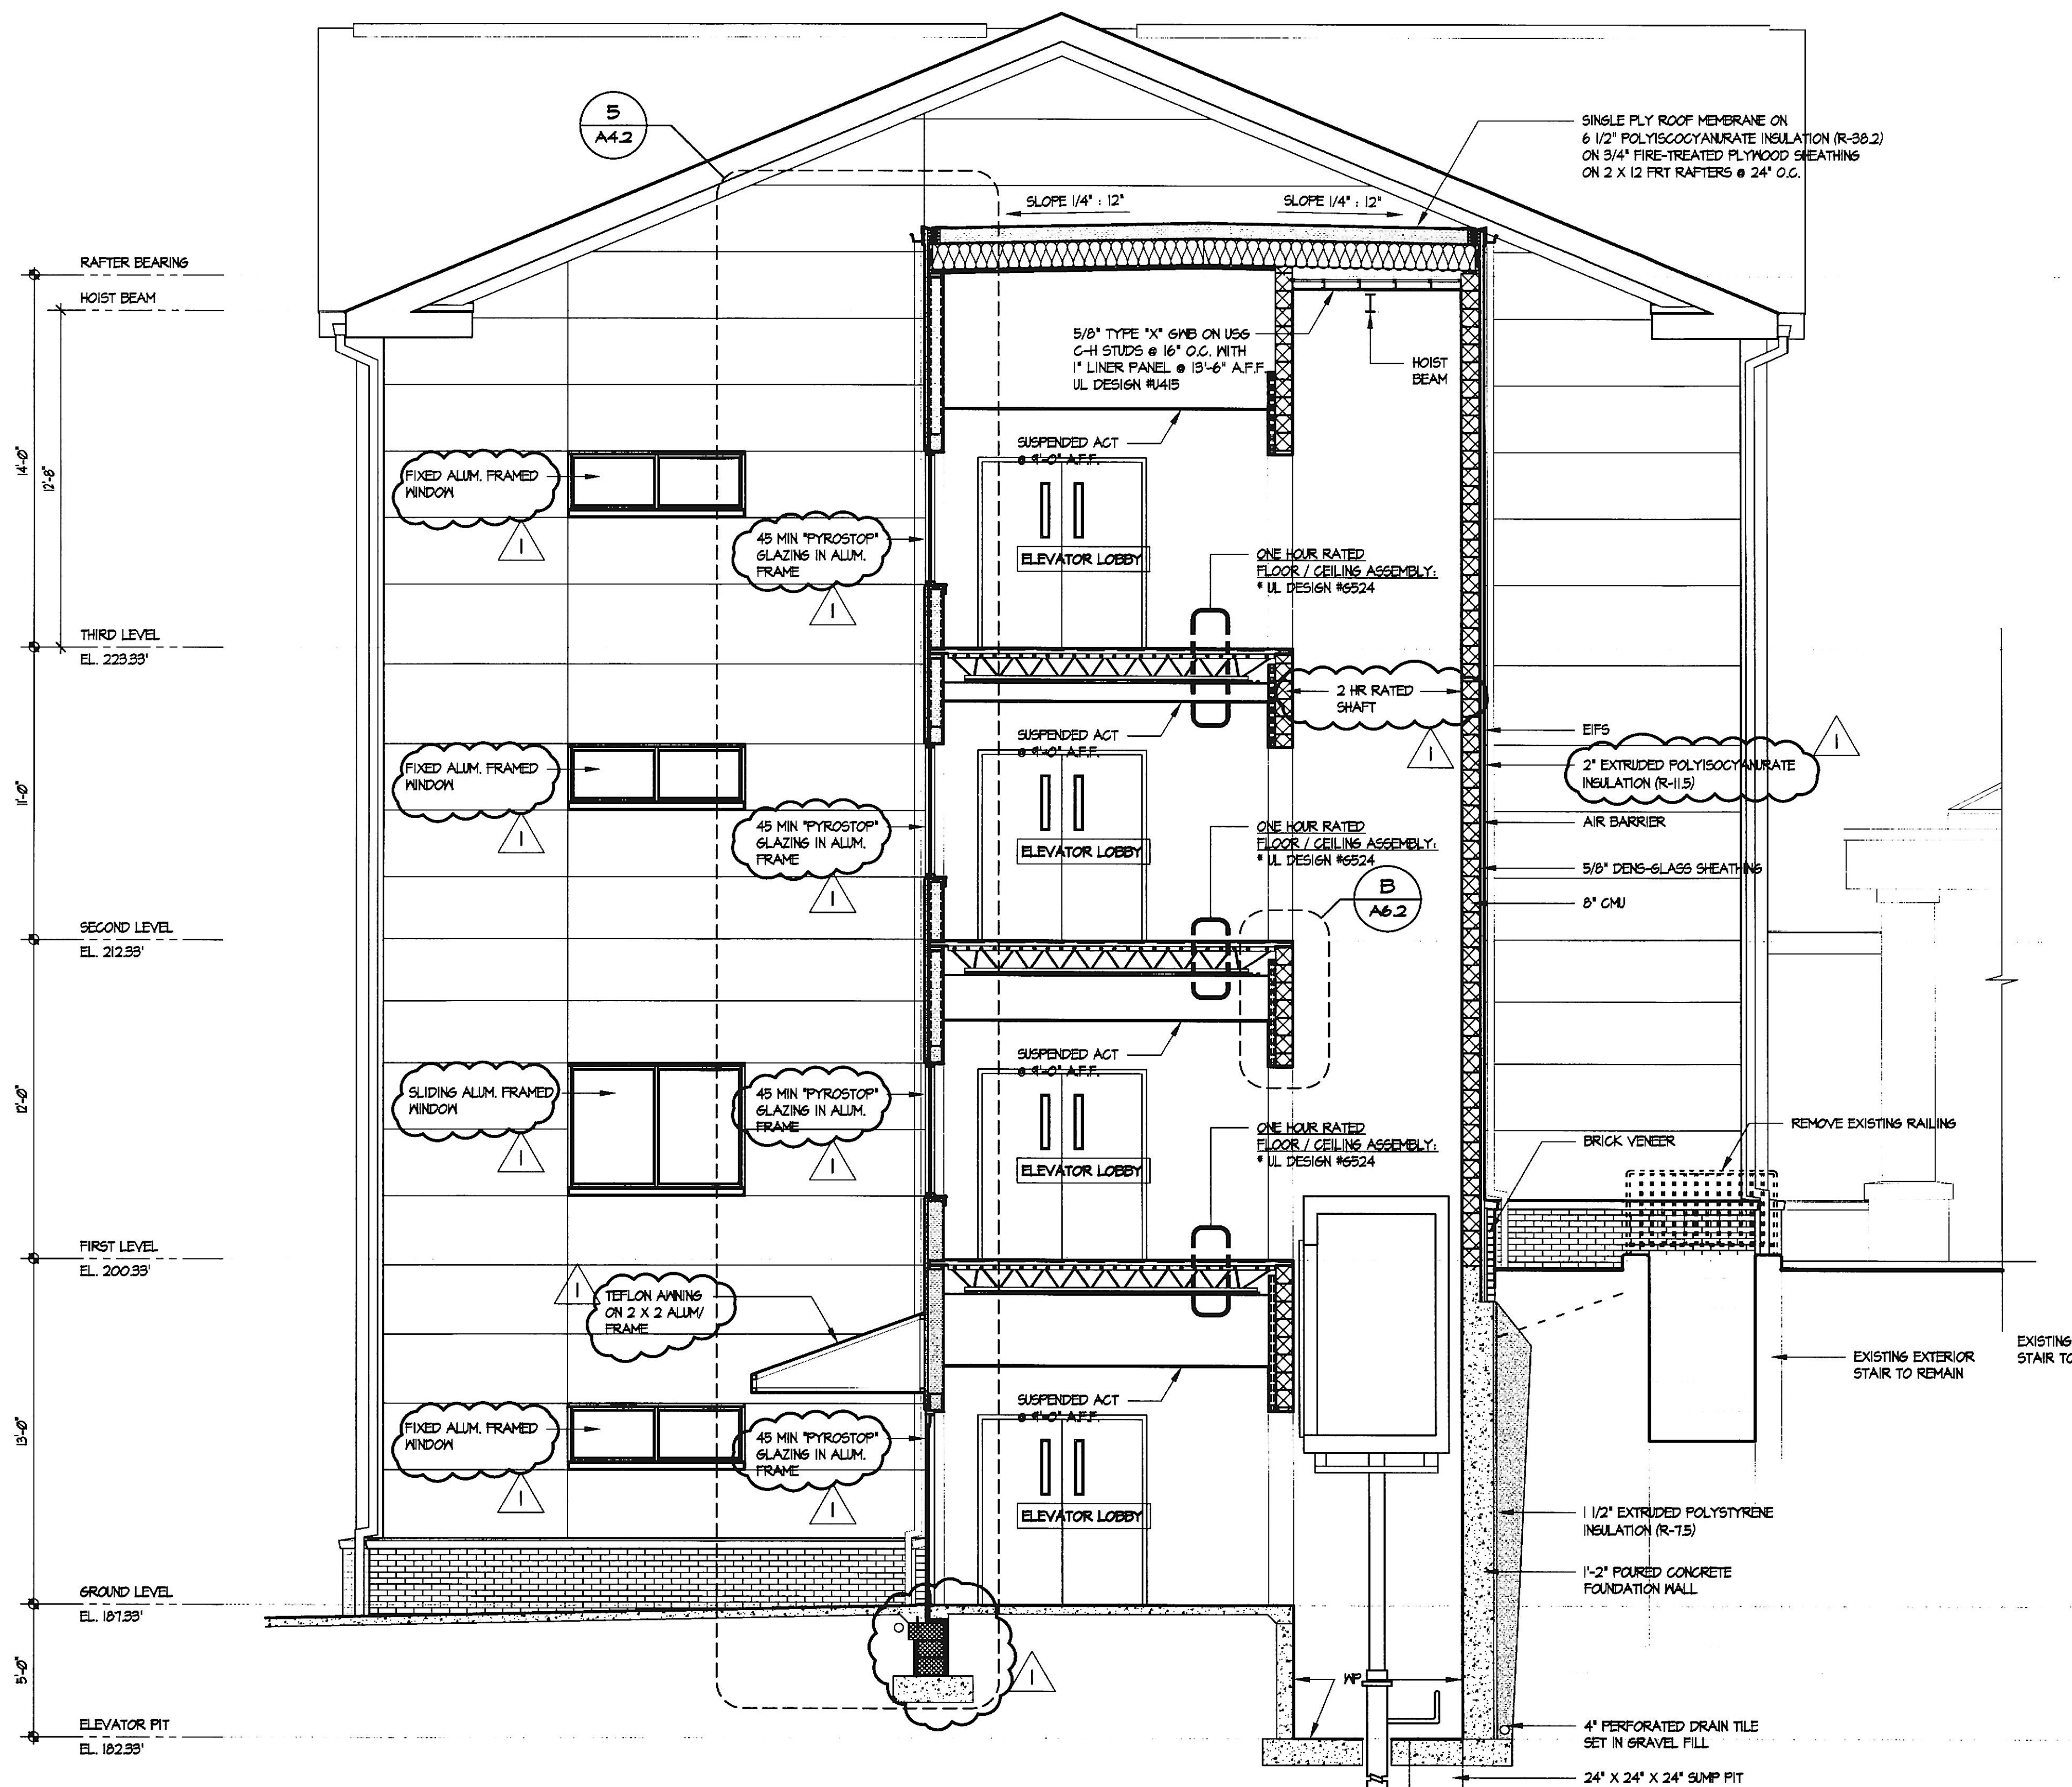 5
A4.2
SINGLE PLY ROOF MEMBRANE ON
6 1/2" POLYISCOCYANURATE INSULATION (R-38.2)
ON 3/4" FIRE-TREATED PLYWOOD SHEATHING
ON 2 X 12 FRT RAFTERS @ 24" O.C.
SLOPE 1/4" : 12"
SLOPE 1/4" : 12"
RAFTER BEARING
HOIST BEAM
5/8" TYPE "X" GWB ON USG
C-H STUDS @ 16" O.C. WITH
1" LINER PANEL @ 13'-6" A.F.F.
UL DESIGN #U415
HOIST
BEAM
14'-0"
12'-8"
SUSPENDED ACT
@ 9'-0" A.F.F.
FIXED ALUM. FRAMED
WINDOW
1
45 MIN "PYROSTOP"
GLAZING IN ALUM.
FRAME
1
ELEVATOR LOBBY
ONE HOUR RATED
FLOOR / CEILING ASSEMBLY:
* UL DESIGN #G524
THIRD LEVEL
EL. 223.33'
2 HR RATED
SHAFT
1
SUSPENDED ACT
@ 9'-0" A.F.F.
EIFS
1
2" EXTRUDED POLYISOCYANURATE
INSULATION (R-11.5)
FIXED ALUM. FRAMED
WINDOW
1
11'-0"
45 MIN "PYROSTOP"
GLAZING IN ALUM.
FRAME
1
ELEVATOR LOBBY
ONE HOUR RATED
FLOOR / CEILING ASSEMBLY:
* UL DESIGN #G524
AIR BARRIER
5/8" DENS-GLASS SHEATHING
8" CMU
B
A6.2
SECOND LEVEL
EL. 212.33'
SUSPENDED ACT
@ 9'-0" A.F.F.
SLIDING ALUM. FRAMED
WINDOW
1
12'-0"
45 MIN "PYROSTOP"
GLAZING IN ALUM.
FRAME
1
ELEVATOR LOBBY
ONE HOUR RATED
FLOOR / CEILING ASSEMBLY:
* UL DESIGN #G524
BRICK VENEER
REMOVE EXISTING RAILING
FIRST LEVEL
EL. 200.33'
1
TEFLON AWNING
ON 2 X 2 ALUM/
FRAME
EXISTING EXTERIOR
STAIR TO REMAIN
EXISTING
STAIR TO
SUSPENDED ACT
@ 9'-0" A.F.F.
13'-0"
FIXED ALUM. FRAMED
WINDOW
1
45 MIN "PYROSTOP"
GLAZING IN ALUM.
FRAME
1
ELEVATOR LOBBY
1 1/2" EXTRUDED POLYSTYRENE
INSULATION (R-7.5)
1'-2" POURED CONCRETE
FOUNDATION WALL
GROUND LEVEL
EL. 187.33'
5'-0"
1
WP
ELEVATOR PIT
EL. 182.33'
4" PERFORATED DRAIN TILE
SET IN GRAVEL FILL
24" X 24" X 24" SUMP PIT